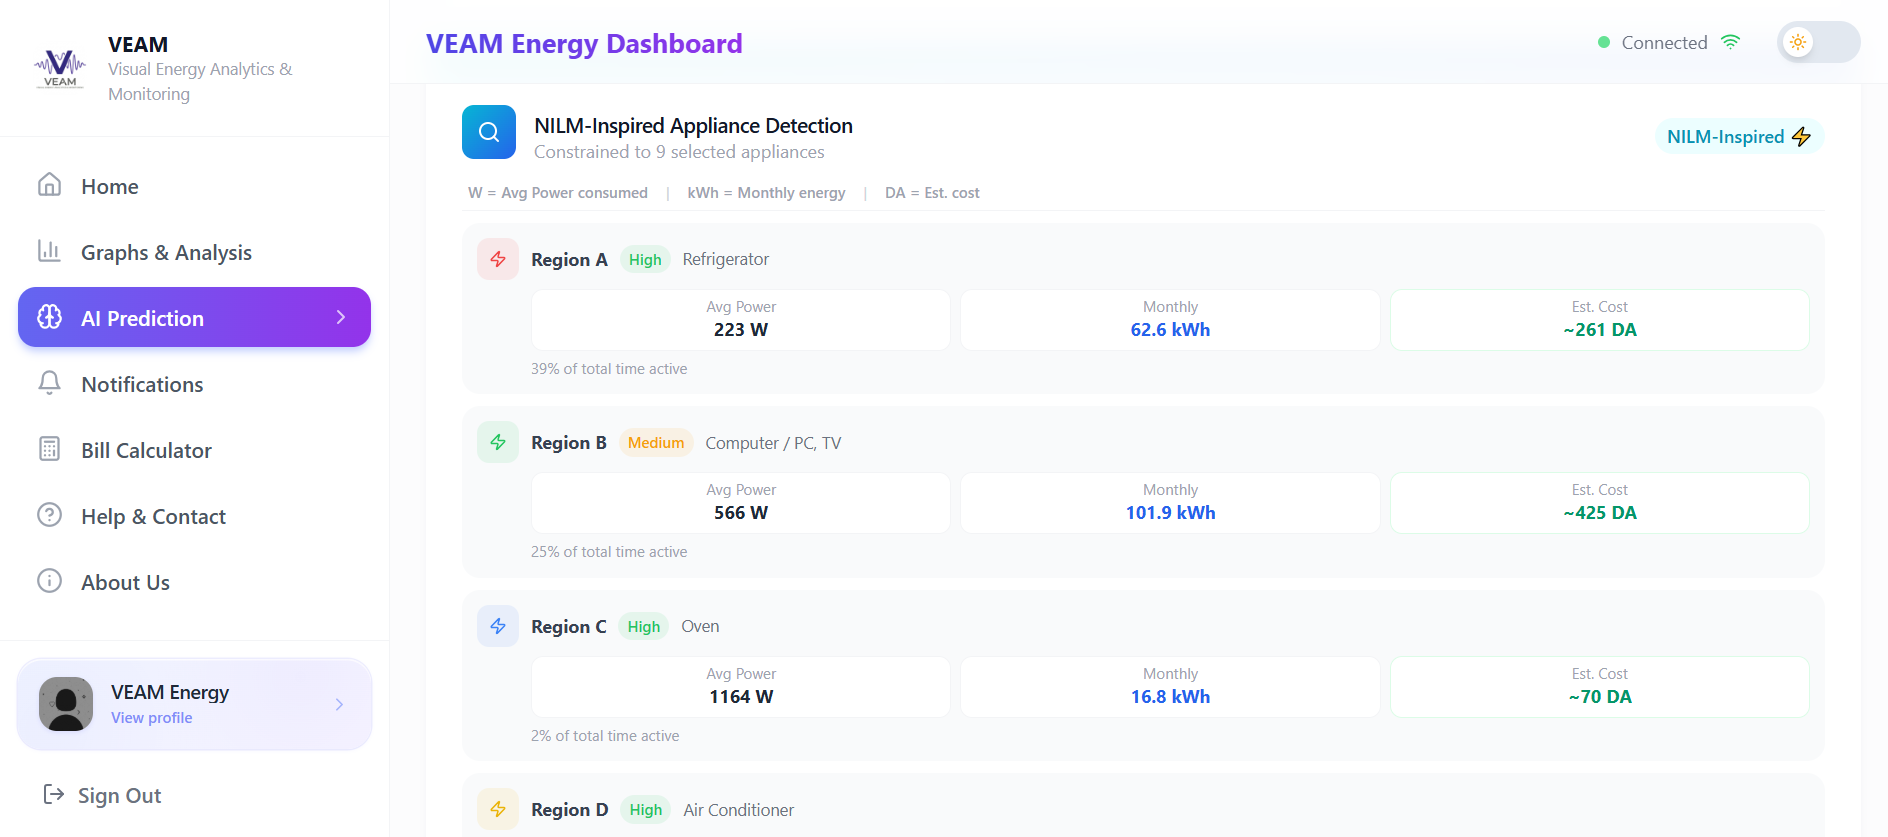 VEAM
Visual Energy Analytics &
Monitoring
VEAM
Home
Graphs & Analysis
AI Prediction
Notifications
Bill Calculator
Help & Contact
About Us
VEAM Energy
View profile
Sign Out
VEAM Energy Dashboard
Connected
NILM-Inspired Appliance Detection
Constrained to 9 selected appliances
NILM-Inspired
W = Avg Power consumed | kWh = Monthly energy | DA = Est. cost
Region A High Refrigerator
Avg Power Monthly Est. Cost
223 W 62.6 kWh ~261 DA
39% of total time active
Region B Medium Computer / PC, TV
Avg Power Monthly Est. Cost
566 W 101.9 kWh ~425 DA
25% of total time active
Region C High Oven
Avg Power Monthly Est. Cost
1164 W 16.8 kWh ~70 DA
2% of total time active
Region D High Air Conditioner